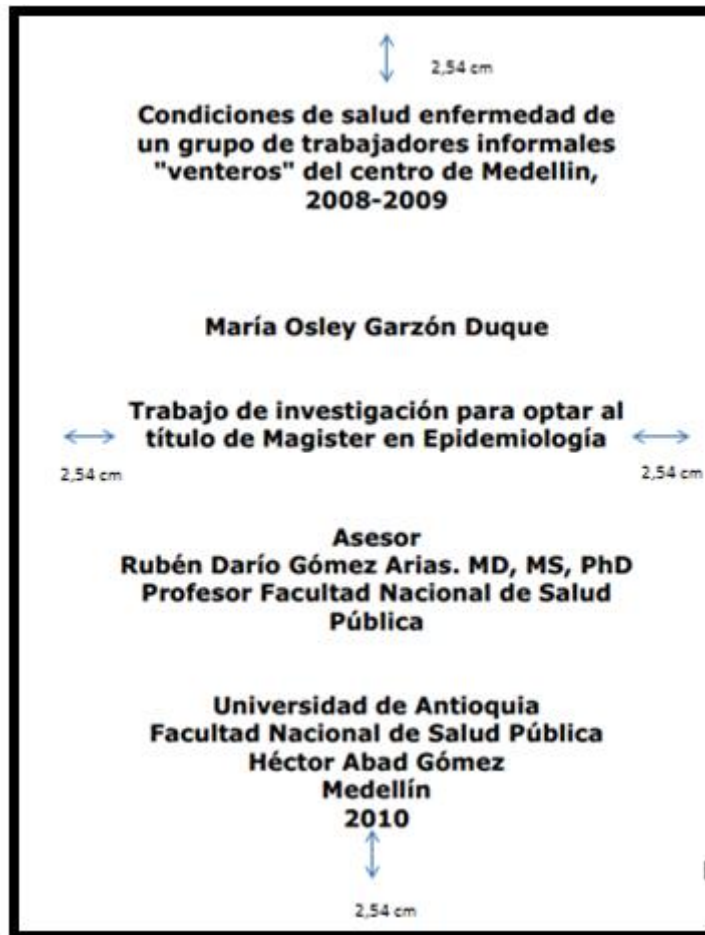 2,54 cm
Condiciones de salud enfermedad de
un grupo de trabajadores informales
"venteros" del centro de Medellin,
2008-2009
María Osley Garzón Duque
Trabajo de investigación para optar al
título de Magister en Epidemiología
2,54 cm
2,54 cm
Asesor
Rubén Darío Gómez Arias. MD, MS, PhD
Profesor Facultad Nacional de Salud
Pública
Universidad de Antioquia
Facultad Nacional de Salud Pública
Héctor Abad Gómez
Medellín
2010
2,54 cm